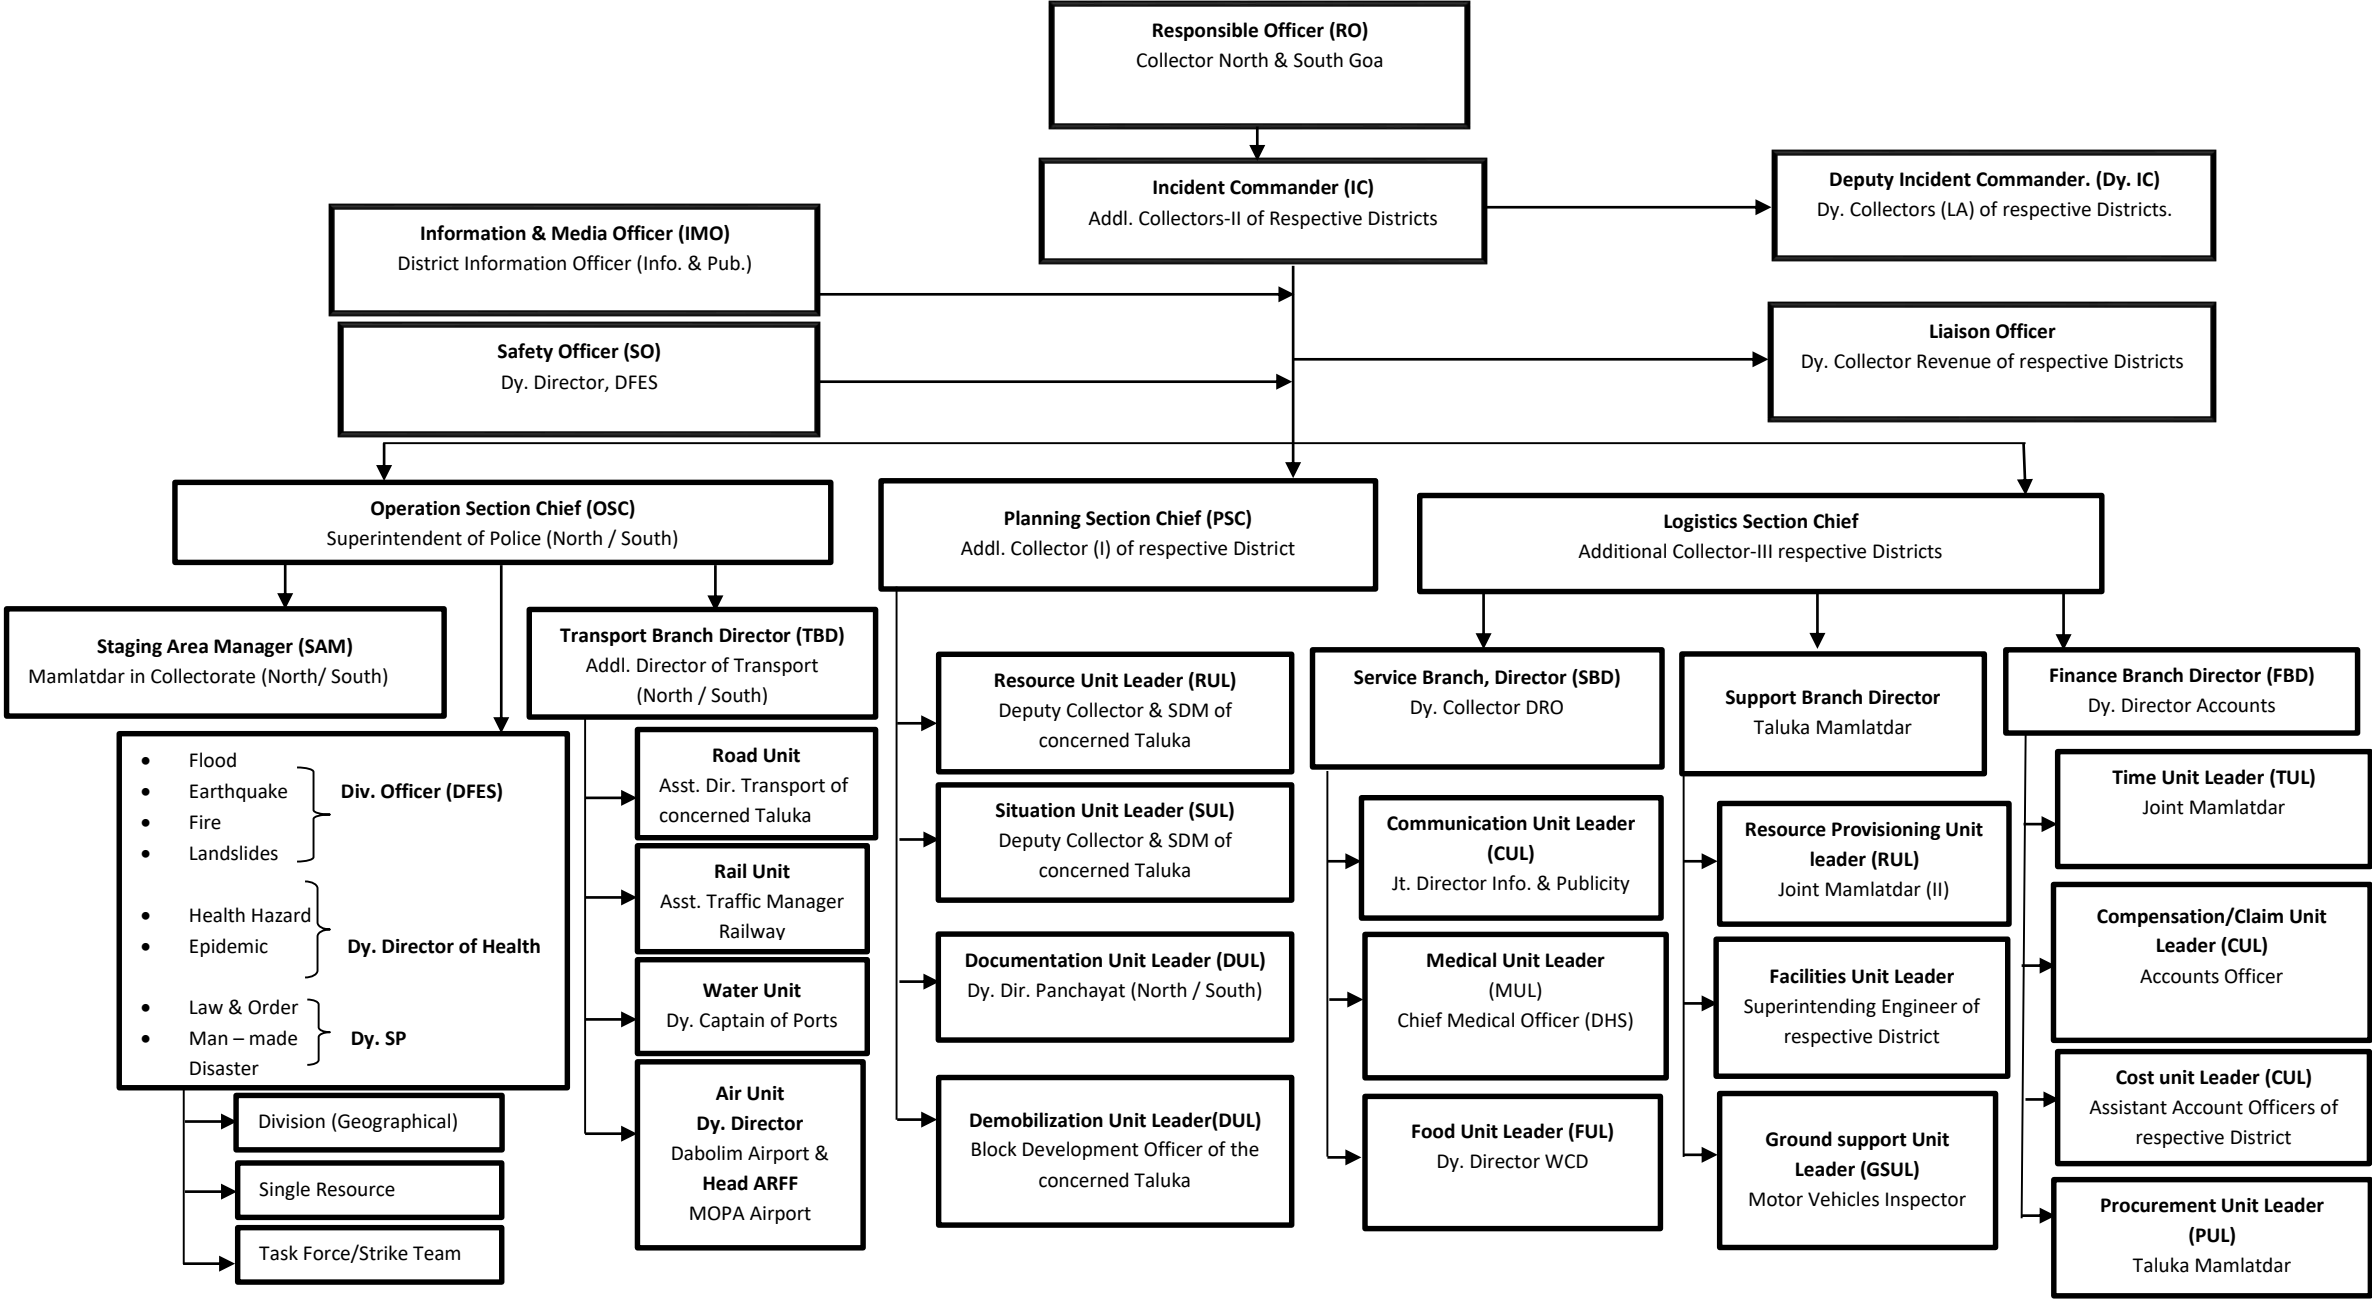 Responsible Officer (RO)
Collector North & South Goa
Incident Commander (IC)
Addl. Collectors-II of Respective Districts
Deputy Incident Commander. (Dy. IC)
Dy. Collectors (LA) of respective Districts.
Information & Media Officer (IMO)
District Information Officer (Info. & Pub.)
Liaison Officer
Dy. Collector Revenue of respective Districts
Safety Officer (SO)
Dy. Director, DFES
Operation Section Chief (OSC)
Superintendent of Police (North / South)
Planning Section Chief (PSC)
Addl. Collector (I) of respective District
Logistics Section Chief
Additional Collector-III respective Districts
Staging Area Manager (SAM)
Mamlatdar in Collectorate (North/ South)
• Flood
• Earthquake
• Fire
• Landslides
Div. Officer (DFES)
• Health Hazard
• Epidemic
Dy. Director of Health
• Law & Order
• Man – made
Disaster
Dy. SP
Division (Geographical)
Single Resource
Task Force/Strike Team
Transport Branch Director (TBD)
Addl. Director of Transport
(North / South)
Road Unit
Asst. Dir. Transport of
concerned Taluka
Rail Unit
Asst. Traffic Manager
Railway
Water Unit
Dy. Captain of Ports
Air Unit
Dy. Director
Dabolim Airport &
Head ARFF
MOPA Airport
Resource Unit Leader (RUL)
Deputy Collector & SDM of
concerned Taluka
Situation Unit Leader (SUL)
Deputy Collector & SDM of
concerned Taluka
Documentation Unit Leader (DUL)
Dy. Dir. Panchayat (North / South)
Demobilization Unit Leader(DUL)
Block Development Officer of the
concerned Taluka
Service Branch, Director (SBD)
Dy. Collector DRO
Communication Unit Leader
(CUL)
Jt. Director Info. & Publicity
Medical Unit Leader
(MUL)
Chief Medical Officer (DHS)
Food Unit Leader (FUL)
Dy. Director WCD
Support Branch Director
Taluka Mamlatdar
Resource Provisioning Unit
leader (RUL)
Joint Mamlatdar (II)
Facilities Unit Leader
Superintending Engineer of
respective District
Ground support Unit
Leader (GSUL)
Motor Vehicles Inspector
Finance Branch Director (FBD)
Dy. Director Accounts
Time Unit Leader (TUL)
Joint Mamlatdar
Compensation/Claim Unit
Leader (CUL)
Accounts Officer
Cost unit Leader (CUL)
Assistant Account Officers of
respective District
Procurement Unit Leader
(PUL)
Taluka Mamlatdar